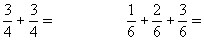 3/4 + 3/4 = 1/6 + 2/6 + 3/6 =